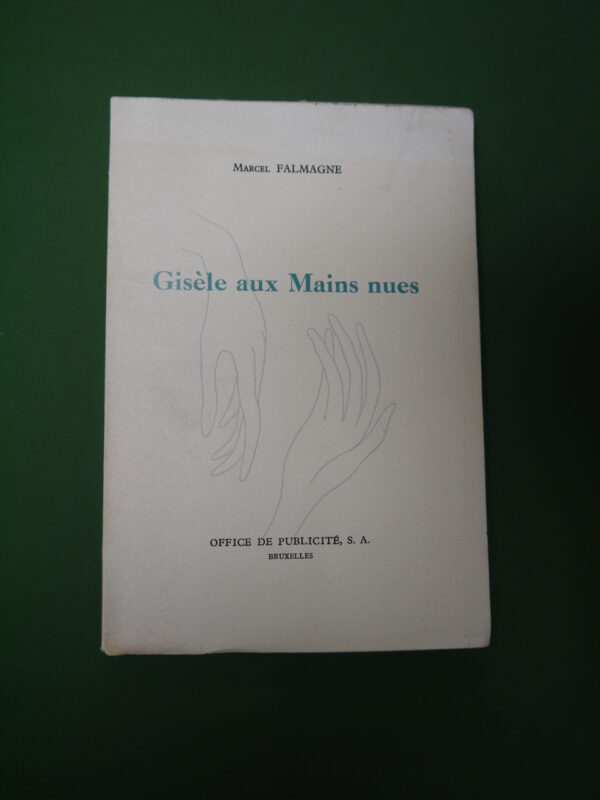 Marcel FALMAGNE
Gisèle aux Mains nues
OFFICE DE PUBLICITÉ, S. A.
BRUXELLES